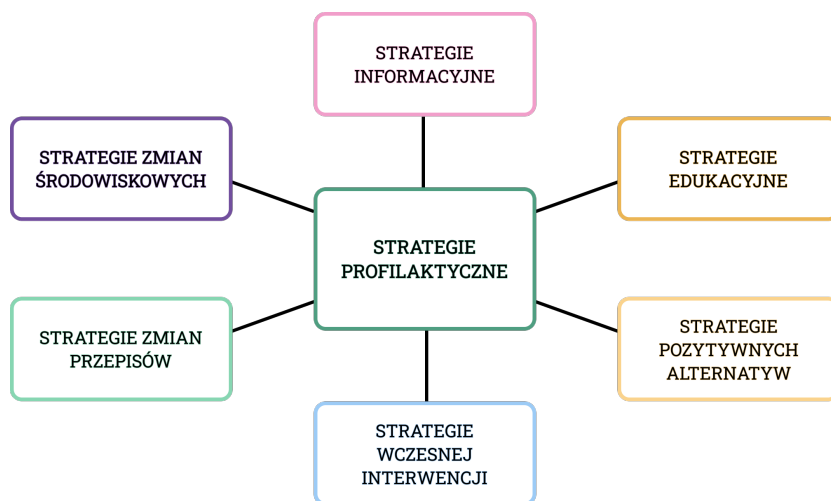 STRATEGIE
INFORMACYJNE
STRATEGIE ZMIAN
ŚRODOWISKOWYCH
STRATEGIE
EDUKACYJNE
STRATEGIE
PROFILAKTYCZNE
STRATEGIE ZMIAN
PRZEPISÓW
STRATEGIE
POZYTYWNYCH
ALTERNATYW
STRATEGIE
WCZESNEJ
INTERWENCJI